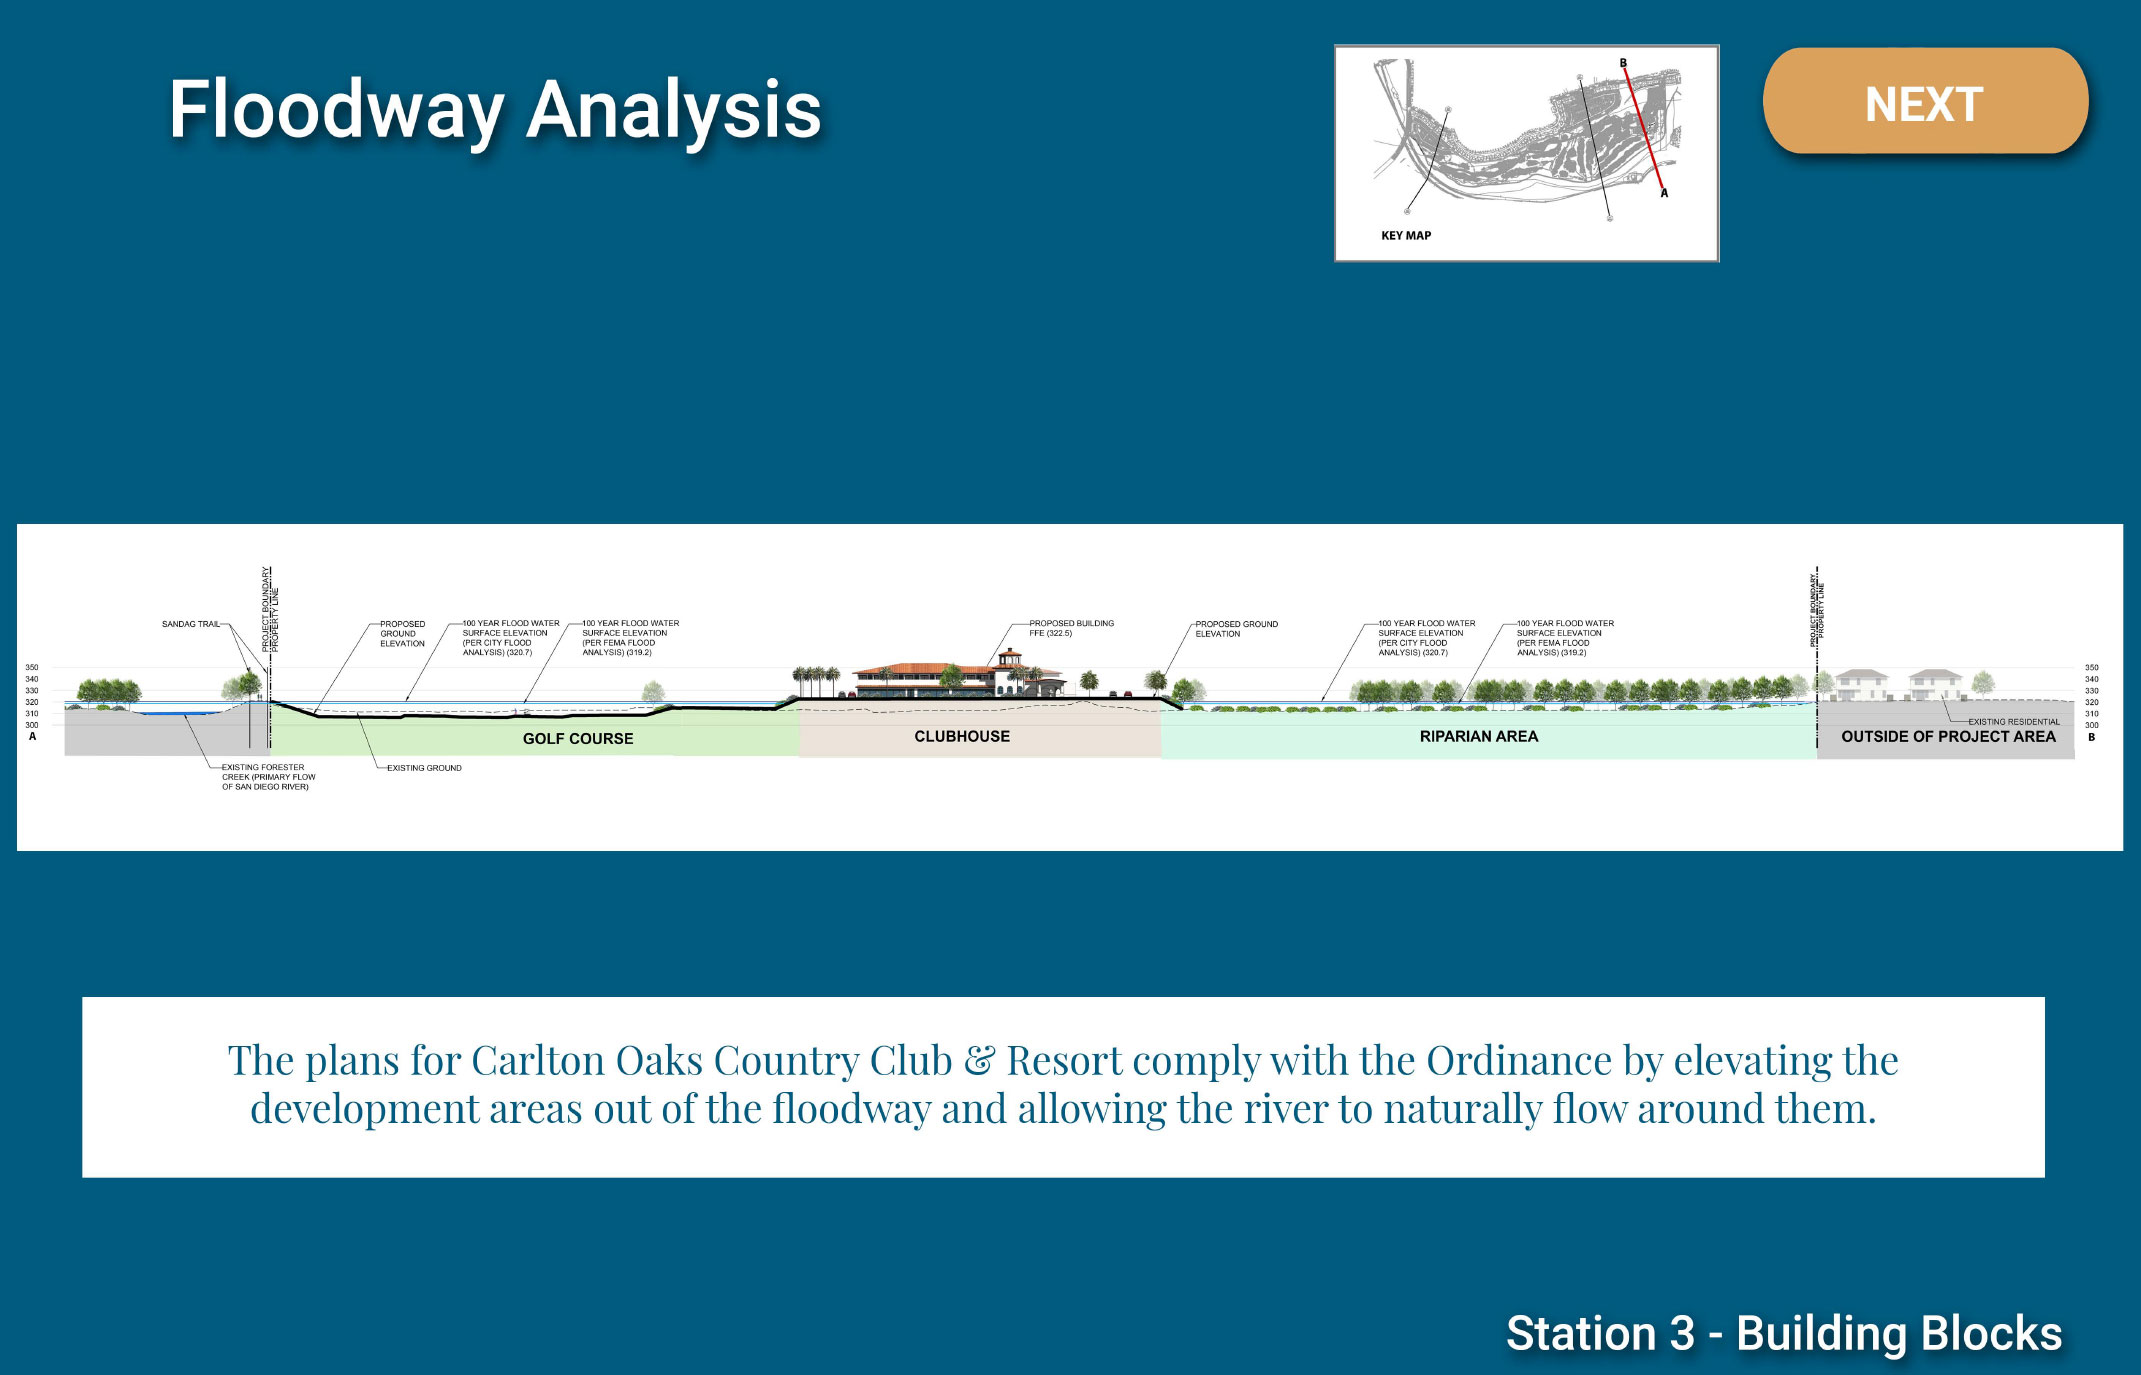 Floodway Analysis
B
A
KEY MAP
NEXT
PROJECT BOUNDARY
PROPERTY LINE
SANDAG TRAIL
PROPOSED
GROUND
ELEVATION
100 YEAR FLOOD WATER
SURFACE ELEVATION
(PER CITY FLOOD
ANALYSIS) (320.7)
100 YEAR FLOOD WATER
SURFACE ELEVATION
(PER FEMA FLOOD
ANALYSIS) (319.2)
PROPOSED BUILDING
FFE (322.5)
PROPOSED GROUND
ELEVATION
100 YEAR FLOOD WATER
SURFACE ELEVATION
(PER CITY FLOOD
ANALYSIS) (320.7)
100 YEAR FLOOD WATER
SURFACE ELEVATION
(PER FEMA FLOOD
ANALYSIS) (319.2)
PROJECT BOUNDARY
PROPERTY LINE
350
340
330
320
310
300
A
350
340
330
320
310
300
B
GOLF COURSE
CLUBHOUSE
RIPARIAN AREA
EXISTING RESIDENTIAL
OUTSIDE OF PROJECT AREA
EXISTING FORESTER
CREEK (PRIMARY FLOW
OF SAN DIEGO RIVER)
EXISTING GROUND
The plans for Carlton Oaks Country Club & Resort comply with the Ordinance by elevating the
development areas out of the floodway and allowing the river to naturally flow around them.
Station 3 - Building Blocks